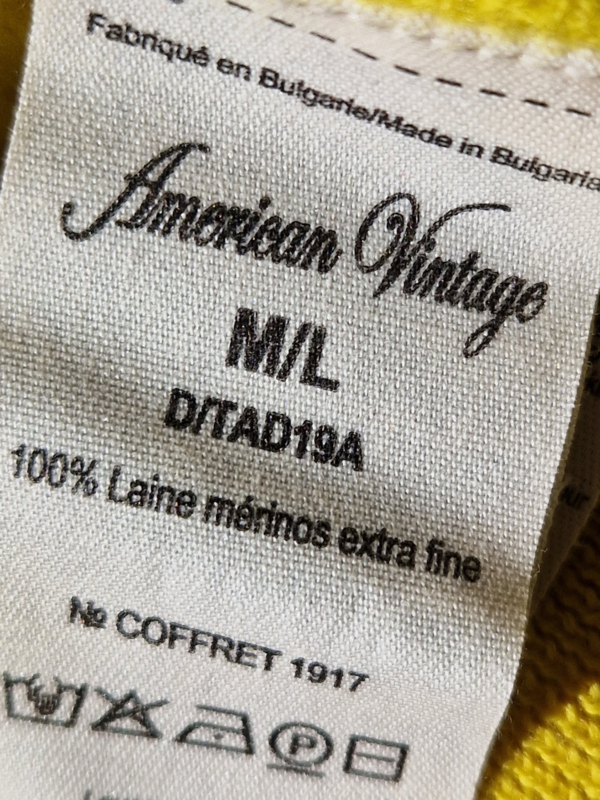 Fabriqué en Bulgarie/Made in Bulgaria
American Vintage
M/L
D/TAD19A
100% Laine mérinos extra fine
№ COFFRET 1917
P